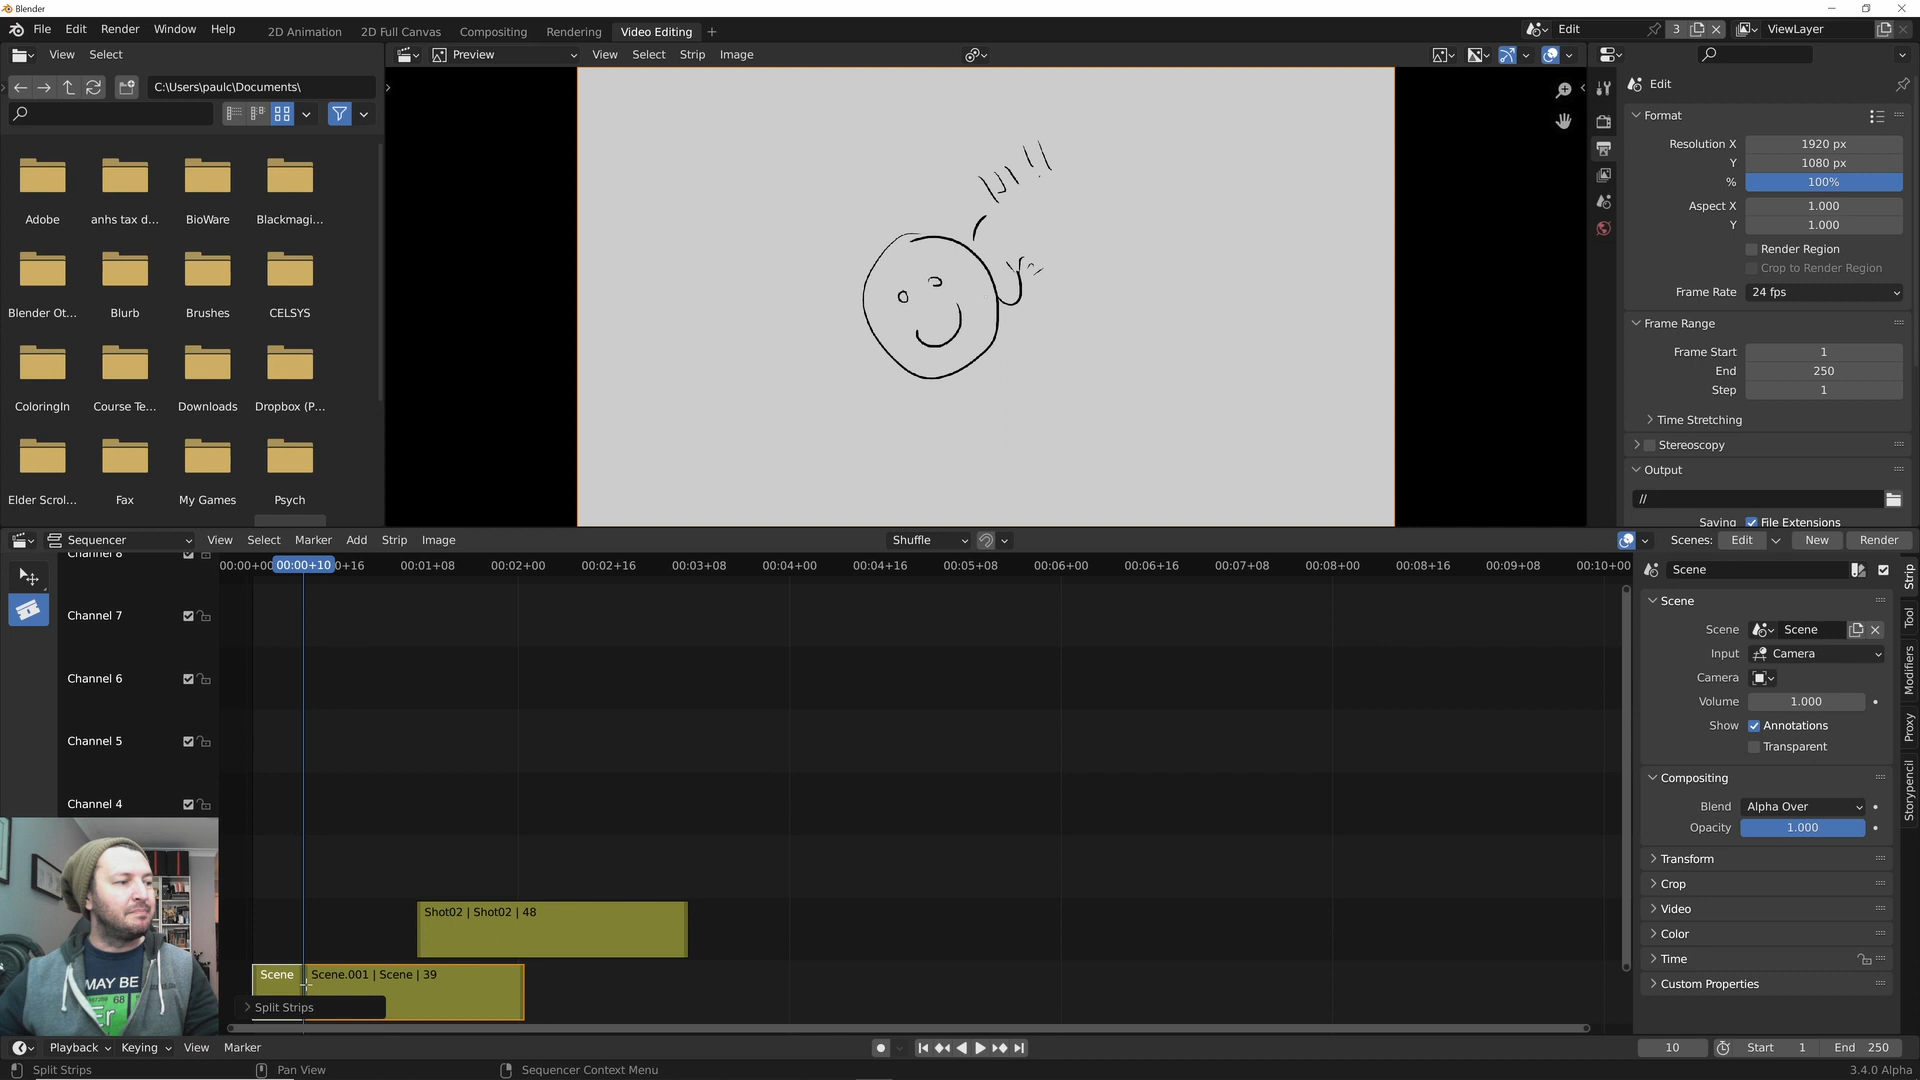 Blender
File Edit Render Window Help
2D Animation 2D Full Canvas Compositing Rendering Video Editing
Edit 3 ViewLayer
View Select
Preview View Select Strip Image
C:\Users\paulc\Documents\
Adobe anhs tax d... BioWare Blackmagi...
Blender Ot... Blurb Brushes CELSYS
ColoringIn Course Te... Downloads Dropbox (P...
Elder Scrol... Fax My Games Psych
Edit
Format
Resolution X 1920 px
Y 1080 px
% 100%
Aspect X 1.000
Y 1.000
Render Region
Crop to Render Region
Frame Rate 24 fps
Frame Range
Frame Start 1
End 250
Step 1
Time Stretching
Stereoscopy
Output
//
Saving File Extensions
Sequencer View Select Marker Add Strip Image
Shuffle
Scenes: Edit New Render
00:00+10 0+16 00:01+08 00:02+00 00:02+16 00:03+08 00:04+00 00:04+16 00:05+08 00:06+00 00:06+16 00:07+08 00:08+00 00:08+16 00:09+08 00:10+00
Channel 8
Channel 7
Channel 6
Channel 5
Channel 4
Shot02 | Shot02 | 48
Scene Scene.001 | Scene | 39
Split Strips
MAY BE
68
Er
Scene
Scene
Scene Scene
Input Camera
Camera
Volume 1.000
Show Annotations
Transparent
Compositing
Blend Alpha Over
Opacity 1.000
Transform
Crop
Video
Color
Time
Custom Properties
Strip
Tool
Modifiers
Proxy
Storypencil
Playback Keying View Marker
10 Start 1 End 250
Split Strips Pan View Sequencer Context Menu
3.4.0 Alpha